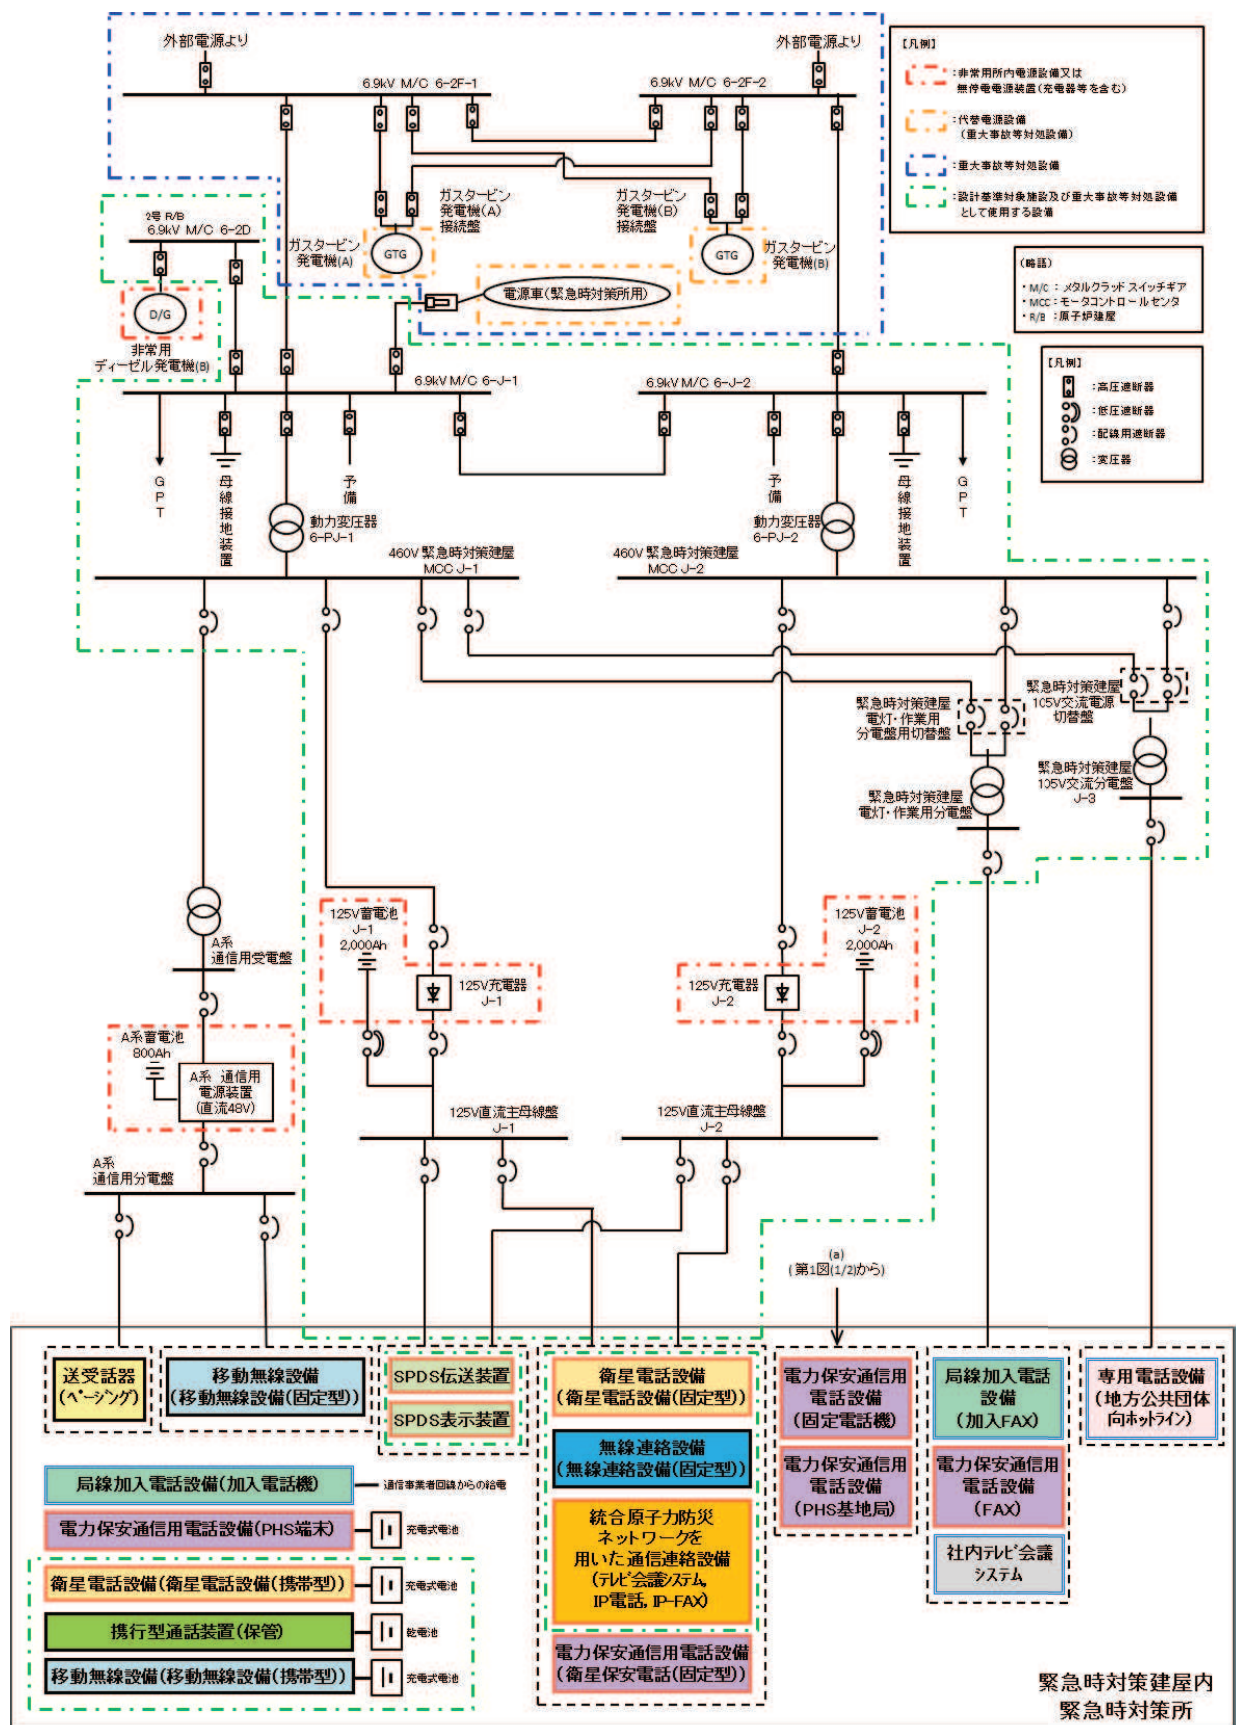 外部電源より
外部電源より
6.9kV M/C 6-2F-1
6.9kV M/C 6-2F-2
ガスタービン
発電機(A)
接続盤
ガスタービン
発電機(B)
接続盤
2号 R/B
6.9kV M/C 6-2D
ガスタービン
発電機(A)
GTG
GTG
ガスタービン
発電機(B)
D/G
電源車(緊急時対策所用)
非常用
ディーゼル発電機(B)
6.9kV M/C 6-J-1
6.9kV M/C 6-J-2
GPT
母線接地装置
予備
予備
母線接地装置
GPT
動力変圧器
6-PJ-1
動力変圧器
6-PJ-2
460V 緊急時対策建屋
MCC J-1
460V 緊急時対策建屋
MCC J-2
緊急時対策建屋
電灯・作業用
分電盤用切替盤
緊急時対策建屋
105V交流電源
切替盤
緊急時対策建屋
電灯・作業用分電盤
緊急時対策建屋
105V交流分電盤
J-3
A系
通信用受電盤
125V蓄電池
J-1
2,000Ah
125V充電器
J-1
125V蓄電池
J-2
2,000Ah
125V充電器
J-2
A系蓄電池
800Ah
A系 通信用
電源装置
(直流48V)
125V直流主母線盤
J-1
125V直流主母線盤
J-2
A系
通信用分電盤
(a)
(第1図(1/2)から)
送受話器
(ページング)
移動無線設備
(移動無線設備(固定型))
SPDS伝送装置
SPDS表示装置
衛星電話設備
(衛星電話設備(固定型))
無線連絡設備
(無線連絡設備(固定型))
統合原子力防災
ネットワークを
用いた通信連絡設備
(テレビ会議システム,
IP電話, IP-FAX)
電力保安通信用電話設備
(衛星保安電話(固定型))
電力保安通信用
電話設備
(固定電話機)
電力保安通信用
電話設備
(PHS基地局)
局線加入電話
設備
(加入FAX)
電力保安通信用
電話設備
(FAX)
社内テレビ会議
システム
専用電話設備
(地方公共団体
向ホットライン)
局線加入電話設備(加入電話機)
通信事業者回線からの給電
電力保安通信用電話設備(PHS端末)
充電式電池
衛星電話設備(衛星電話設備(携帯型))
充電式電池
携行型通話装置(保管)
乾電池
移動無線設備(移動無線設備(携帯型))
充電式電池
緊急時対策建屋内
緊急時対策所
【凡例】
:非常用所内電源設備又は
無停電電源装置(充電器等を含む)
:代替電源設備
(重大事故等対処設備)
:重大事故等対処設備
:設計基準対象施設及び重大事故等対処設備
として使用する設備
(略語)
・M/C : メタルクラッド スイッチギア
・MCC : モータコントロールセンタ
・R/B : 原子炉建屋
【凡例】
:高圧遮断器
:低圧遮断器
:配線用遮断器
:変圧器